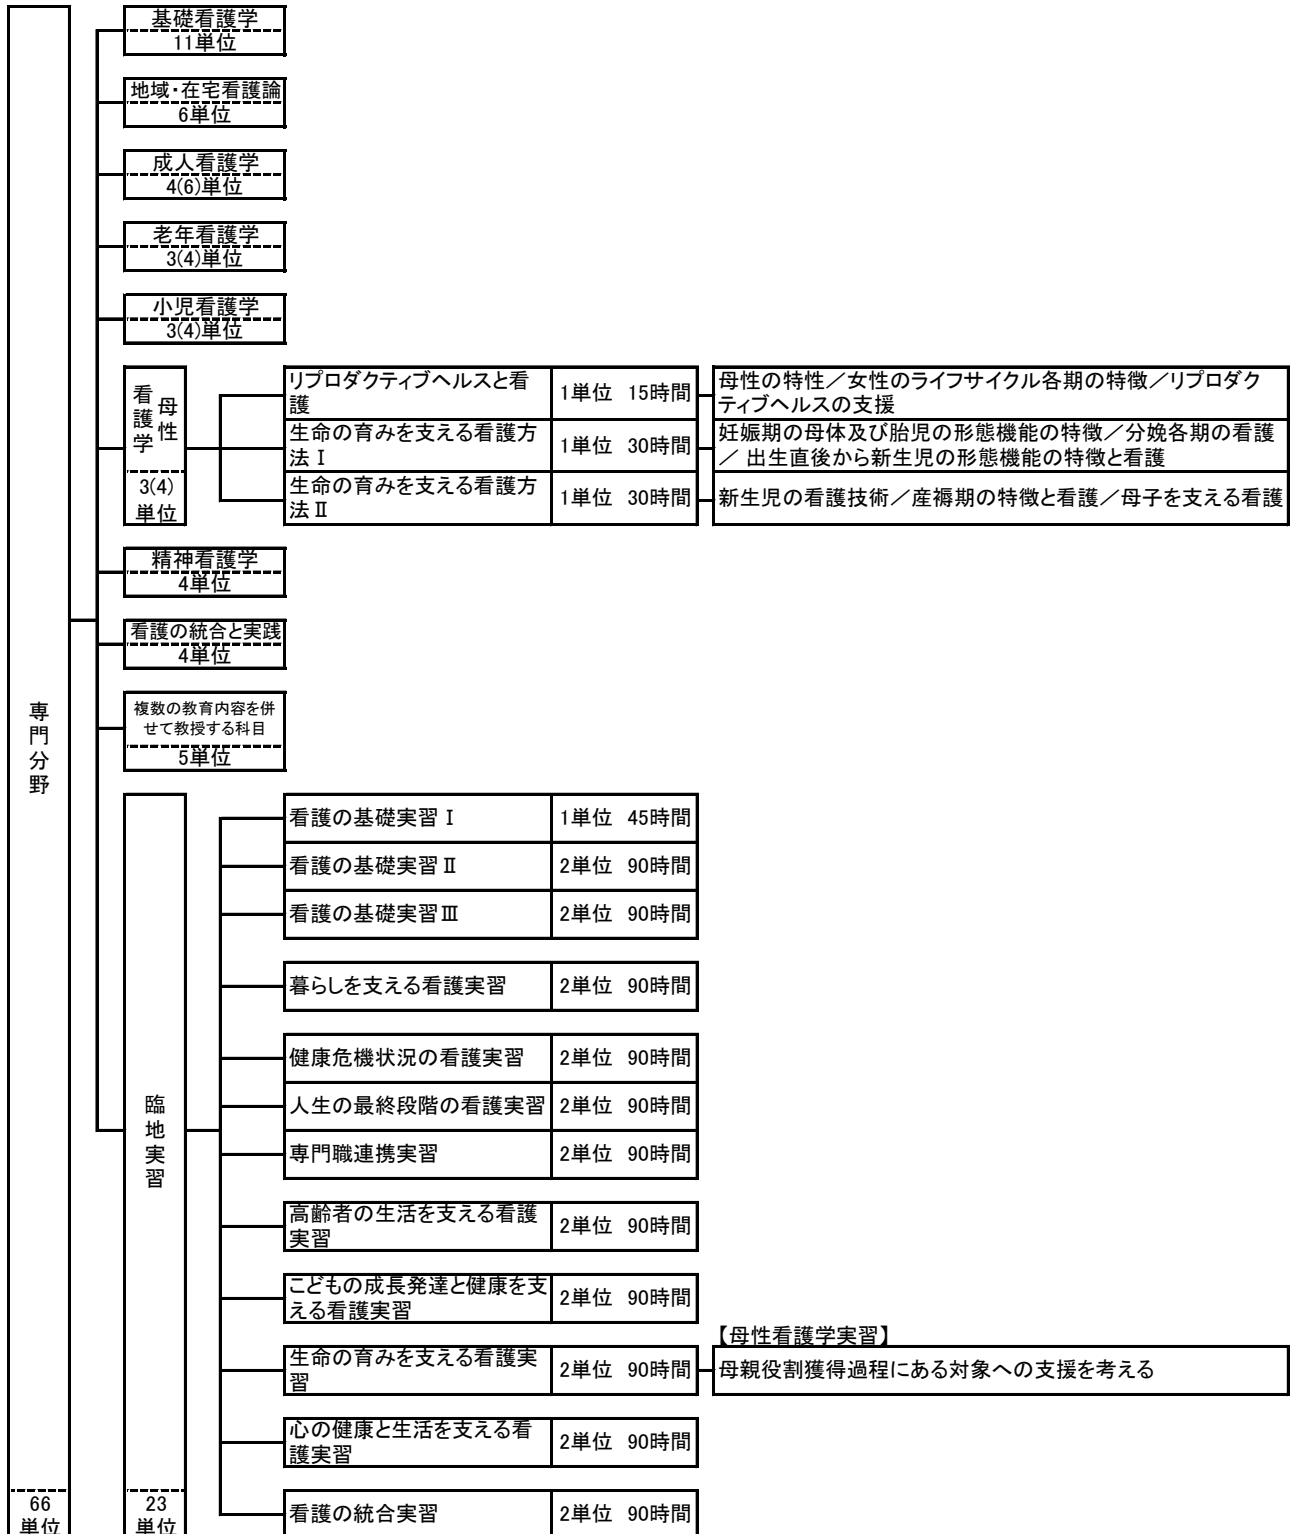 専門分野
66
単位
基礎看護学
11単位
地域・在宅看護論
6単位
成人看護学
4(6)単位
老年看護学
3(4)単位
小児看護学
3(4)単位
母性
看護学
3(4)
単位
リプロダクティブヘルスと看
護
1単位 15時間
母性の特性／女性のライフサイクル各期の特徴／リプロダク
ティブヘルスの支援
生命の育みを支える看護方
法Ⅰ
1単位 30時間
妊娠期の母体及び胎児の形態機能の特徴／分娩各期の看護
／ 出生直後から新生児の形態機能の特徴と看護
生命の育みを支える看護方
法Ⅱ
1単位 30時間
新生児の看護技術／産褥期の特徴と看護／母子を支える看護
精神看護学
4単位
看護の統合と実践
4単位
複数の教育内容を併
せて教授する科目
5単位
臨地実習
23
単位
看護の基礎実習Ⅰ
1単位 45時間
看護の基礎実習Ⅱ
2単位 90時間
看護の基礎実習Ⅲ
2単位 90時間
暮らしを支える看護実習
2単位 90時間
健康危機状況の看護実習
2単位 90時間
人生の最終段階の看護実習
2単位 90時間
専門職連携実習
2単位 90時間
高齢者の生活を支える看護
実習
2単位 90時間
こどもの成長発達と健康を支
える看護実習
2単位 90時間
【母性看護学実習】
生命の育みを支える看護実
習
2単位 90時間
母親役割獲得過程にある対象への支援を考える
心の健康と生活を支える看
護実習
2単位 90時間
看護の統合実習
2単位 90時間